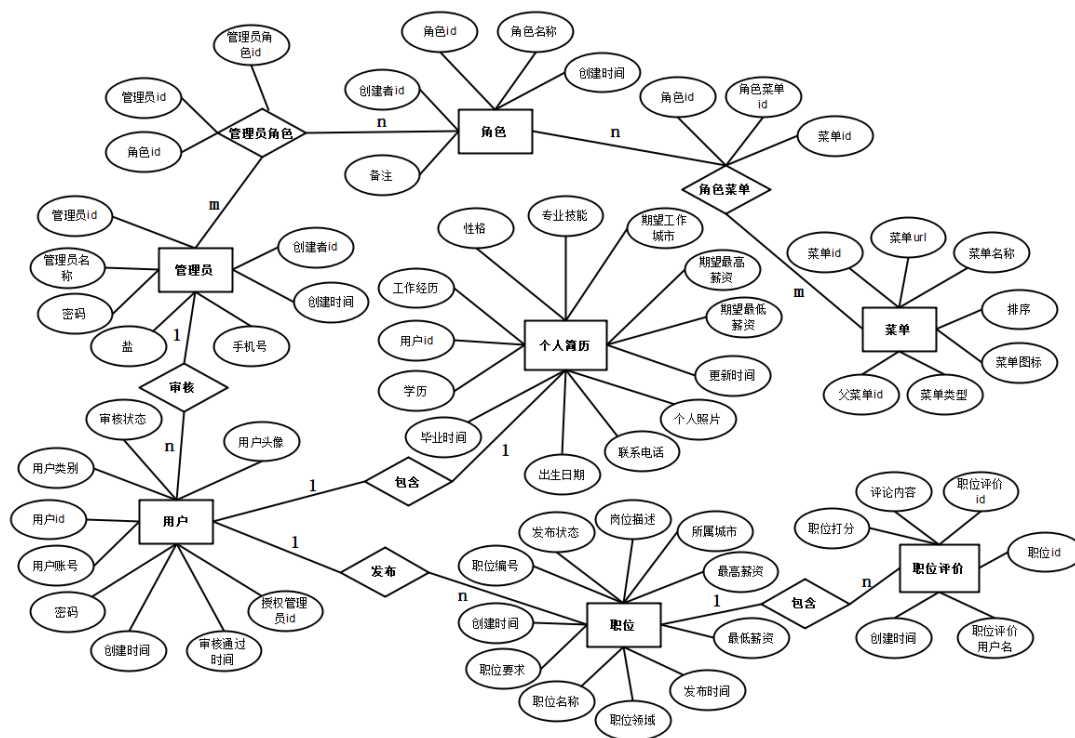 管理员角
色id
管理员id
角色id
管理员角色
n
m
角色id
角色名称
创建时间
创建者id
备注
角色
n
角色id
角色菜单
id
菜单id
角色菜单
m
管理员id
管理员名
称
密码
盐
手机号
创建者id
创建时间
管理员
1
审核
n
性格
专业技能
期望工作
城市
期望最高
薪资
期望最低
薪资
更新时间
个人照片
联系电话
出生日期
毕业时间
学历
用户id
工作经历
个人简历
1
菜单id
菜单url
菜单名称
排序
菜单图标
菜单类型
父菜单id
菜单
审核状态
用户头像
用户类别
用户id
用户账号
密码
创建时间
审核通过
时间
授权管理
员id
用户
1
包含
1
发布
n
发布状态
岗位描述
所属城市
最高薪资
最低薪资
发布时间
职位领域
职位名称
职位要求
创建时间
职位编号
职位
1
包含
n
评论内容
职位评价
id
职位打分
职位id
创建时间
职位评价
用户名
职位评价